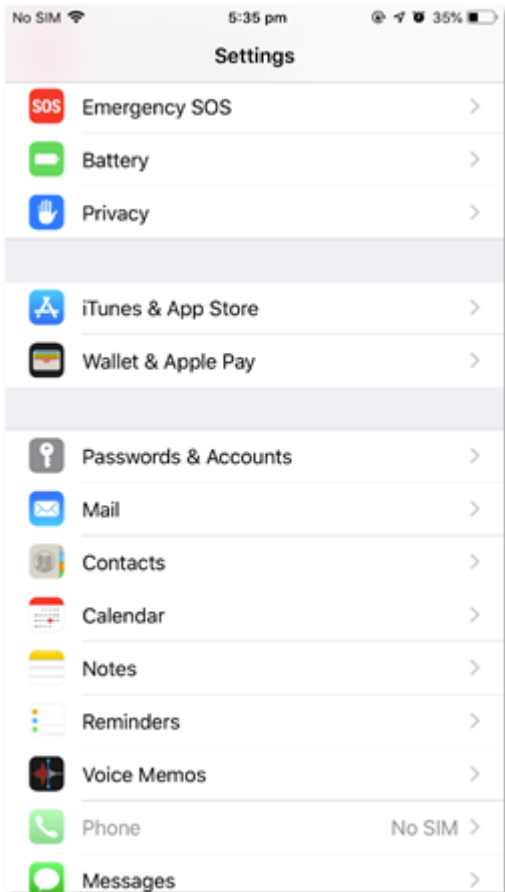 No SIM 5:35 pm 35%
Settings
SOS Emergency SOS
Battery
Privacy
iTunes & App Store
Wallet & Apple Pay
Passwords & Accounts
Mail
Contacts
Calendar
Notes
Reminders
Voice Memos
Phone No SIM
Messages